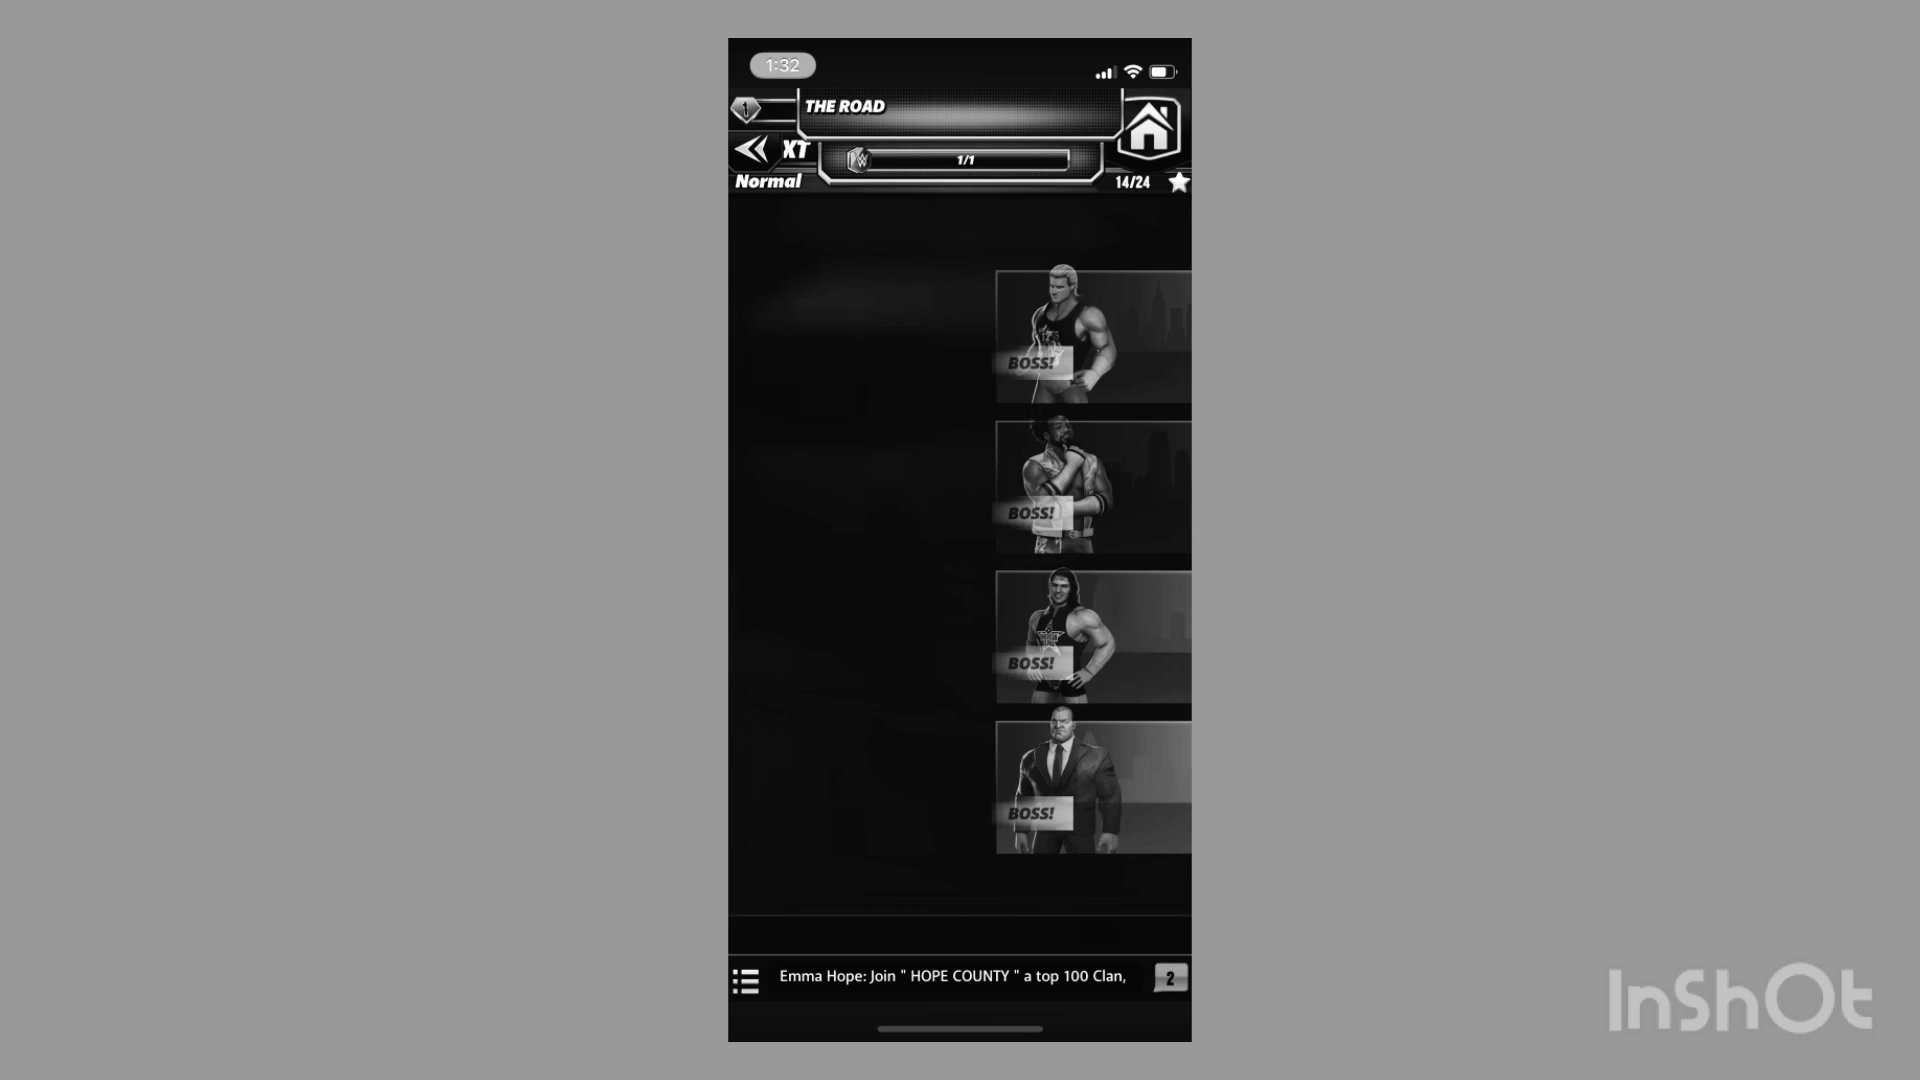 1:32
1
THE ROAD
XT
1/1
Normal
14/24
BOSS!
BOSS!
BOSS!
BOSS!
Emma Hope: Join " HOPE COUNTY " a top 100 Clan,
2
InShOt